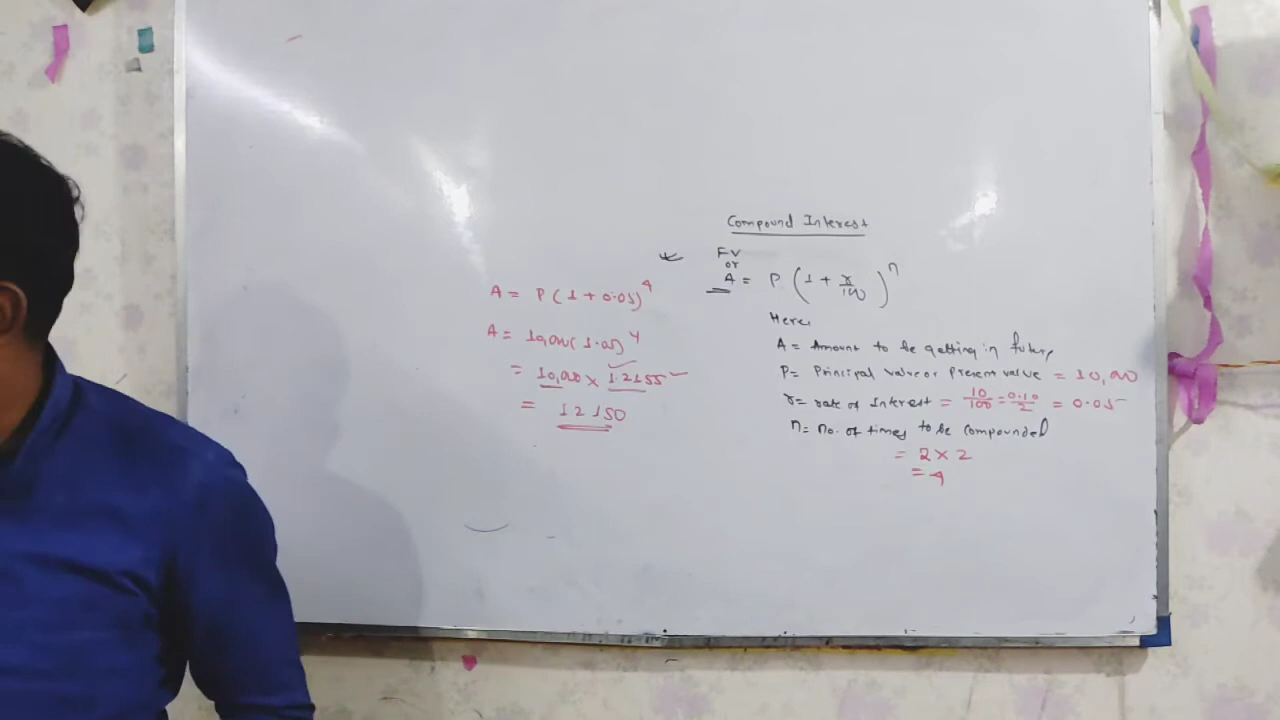 Compound Interest
FV
or
A = P (1 + r/100)^n
Here,
A = Amount to be getting in future,
P = Principal value or Present value = 10,000
r = rate of Interest = 10/100 = 0.10/2 = 0.05
n = no. of times to be compounded
= 2 × 2
= 4
A = P (1 + 0.05)^4
A = 10,000 (1.05)^4
= 10,000 × 1.2155
= 12150